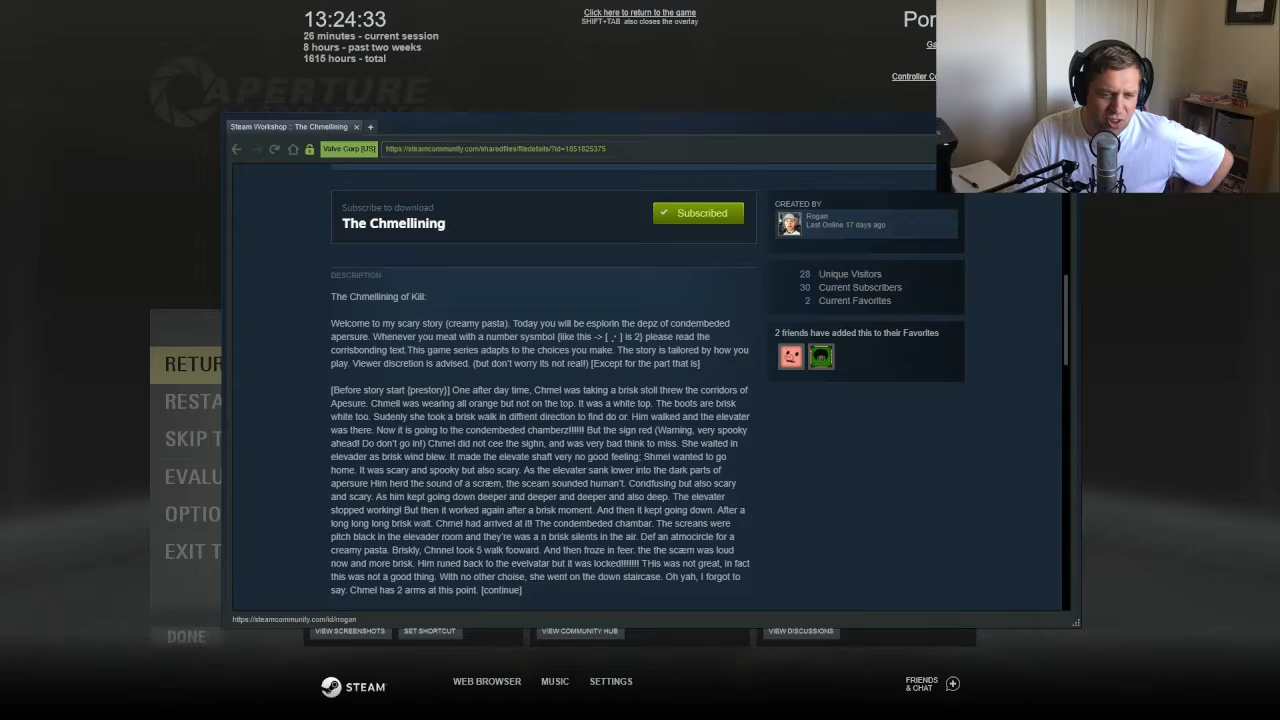 13:24:33
26 minutes - current session
8 hours - past two weeks
1615 hours - total
Click here to return to the game
SHIFT+TAB also closes the overlay
Por
Ga
Controller Co
APERTURE
Steam Workshop :: The Chmellining
Valve Corp [US]
https://steamcommunity.com/sharedfiles/filedetails/?id=1851825375
Subscribe to download
The Chmellining
Subscribed
CREATED BY
Rogan
Last Online 17 days ago
28 Unique Visitors
30 Current Subscribers
2 Current Favorites
2 friends have added this to their Favorites
DESCRIPTION
The Chmellining of Kill:
Welcome to my scary story (creamy pasta). Today you will be esplorin the depz of condembeded
apersure. Whenever you meat with a number sysmbol {like this -> [ ,· ] is 2} please read the
corrisbonding text.This game series adapts to the choices you make. The story is tailored by how you
play. Viewer discretion is advised. (but don't worry its not real!) [Except for the part that is]
[Before story start {prestory}] One after day time, Chmel was taking a brisk stoll threw the corridors of
Apesure. Chmell was wearing all orange but not on the top. It was a white top. The boots are brisk
white too. Sudenly she took a brisk walk in diffrent direction to find do or. Him walked and the elevater
was there. Now it is going to the condembeded chamberz!!!!!! But the sign red (Warning, very spooky
ahead! Do don't go in!) Chmel did not cee the sighn, and was very bad think to miss. She waited in
elevader as brisk wind blew. It made the elevate shaft very no good feeling; Shmel wanted to go
home. It was scary and spooky but also scary. As the elevater sank lower into the dark parts of
apersure Him herd the sound of a scræm, the sceam sounded human't. Condfusing but also scary
and scary. As him kept going down deeper and deeper and deeper and also deep. The elevater
stopped working! But then it worked again after a brisk moment. And then it kept going down. After a
long long long brisk wait. Chmel had arrived at it! The condembeded chambar. The screans were
pitch black in the elevader room and they're was a n brisk silents in the air. Def an atmocircle for a
creamy pasta. Briskly, Chnnel took 5 walk fooward. And then froze in feer. the the scæm was loud
now and more brisk. Him runed back to the evelvatar but it was locked!!!!!!! THis was not great, in fact
this was not a good thing. With no other choise, she went on the down staircase. Oh yah, I forgot to
say. Chmel has 2 arms at this point. [continue]
https://steamcommunity.com/id/rrogan
RETUR
RESTA
SKIP T
EVALU
OPTIO
EXIT T
DONE
VIEW SCREENSHOTS
SET SHORTCUT
VIEW COMMUNITY HUB
VIEW DISCUSSIONS
STEAM
WEB BROWSER
MUSIC
SETTINGS
FRIENDS
& CHAT